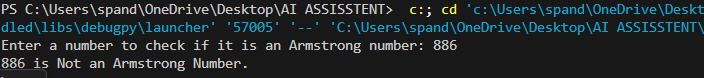 PS C:\Users\spand\OneDrive\Desktop\AI ASSISSTENT>  c:; cd 'c:\Users\spand\OneDrive\Deskt
dled\libs\debugpy\launcher' '57005' '--' 'C:\Users\spand\OneDrive\Desktop\AI ASSISSTENT\
Enter a number to check if it is an Armstrong number: 886
886 is Not an Armstrong Number.